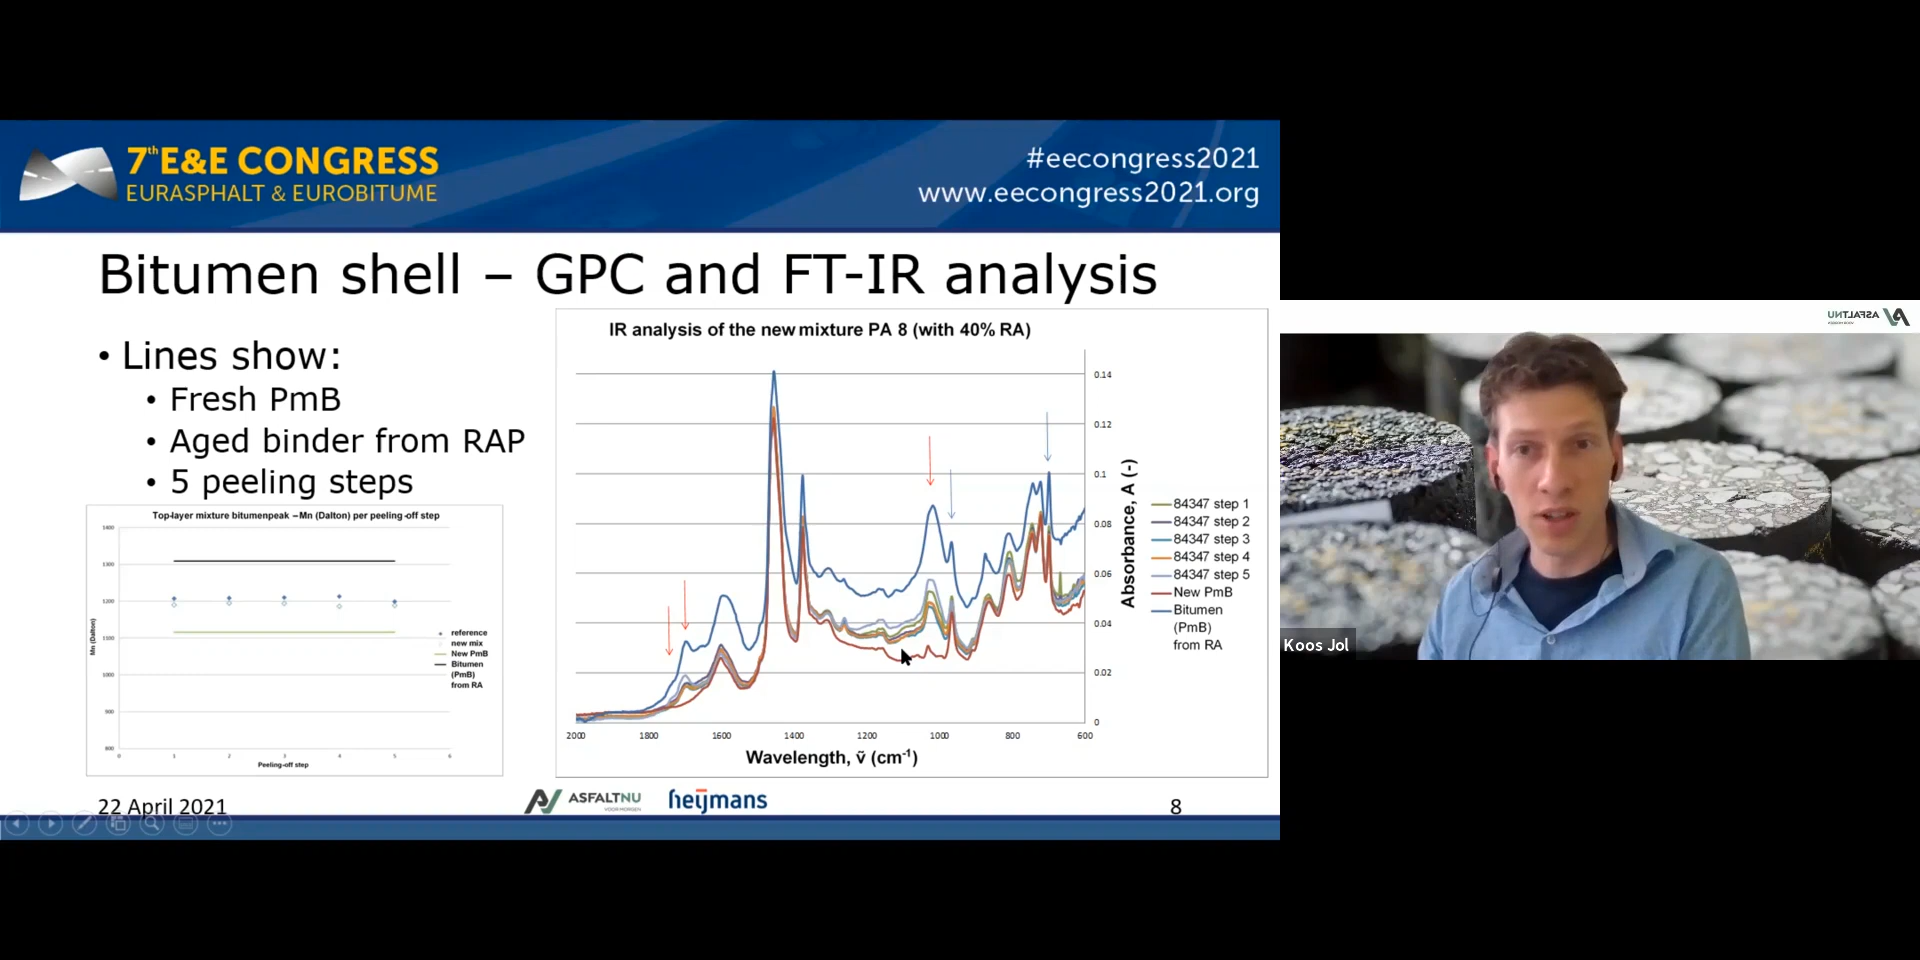 7th E&E CONGRESS
EURASPHALT & EUROBITUME
#eecongress2021
www.eecongress2021.org
Bitumen shell – GPC and FT-IR analysis
• Lines show:
• Fresh PmB
• Aged binder from RAP
• 5 peeling steps
Top-layer mixture bitumenpeak – Mn (Dalton) per peeling-off step
1400
1300
1200
1100
1000
900
800
Mn (Dalton)
0 1 2 3 4 5 6
Peeling-off step
reference
new mix
New PmB
Bitumen
(PmB)
from RA
IR analysis of the new mixture PA 8 (with 40% RA)
0.14
0.12
0.1
0.08
0.06
0.04
0.02
0
Absorbance, A (-)
2000 1800 1600 1400 1200 1000 800 600
Wavelength, ṽ (cm⁻¹)
84347 step 1
84347 step 2
84347 step 3
84347 step 4
84347 step 5
New PmB
Bitumen
(PmB)
from RA
22 April 2021
ASFALTNU
VOOR MORGEN
heijmans
8
ASFALTNU
Koos Jol